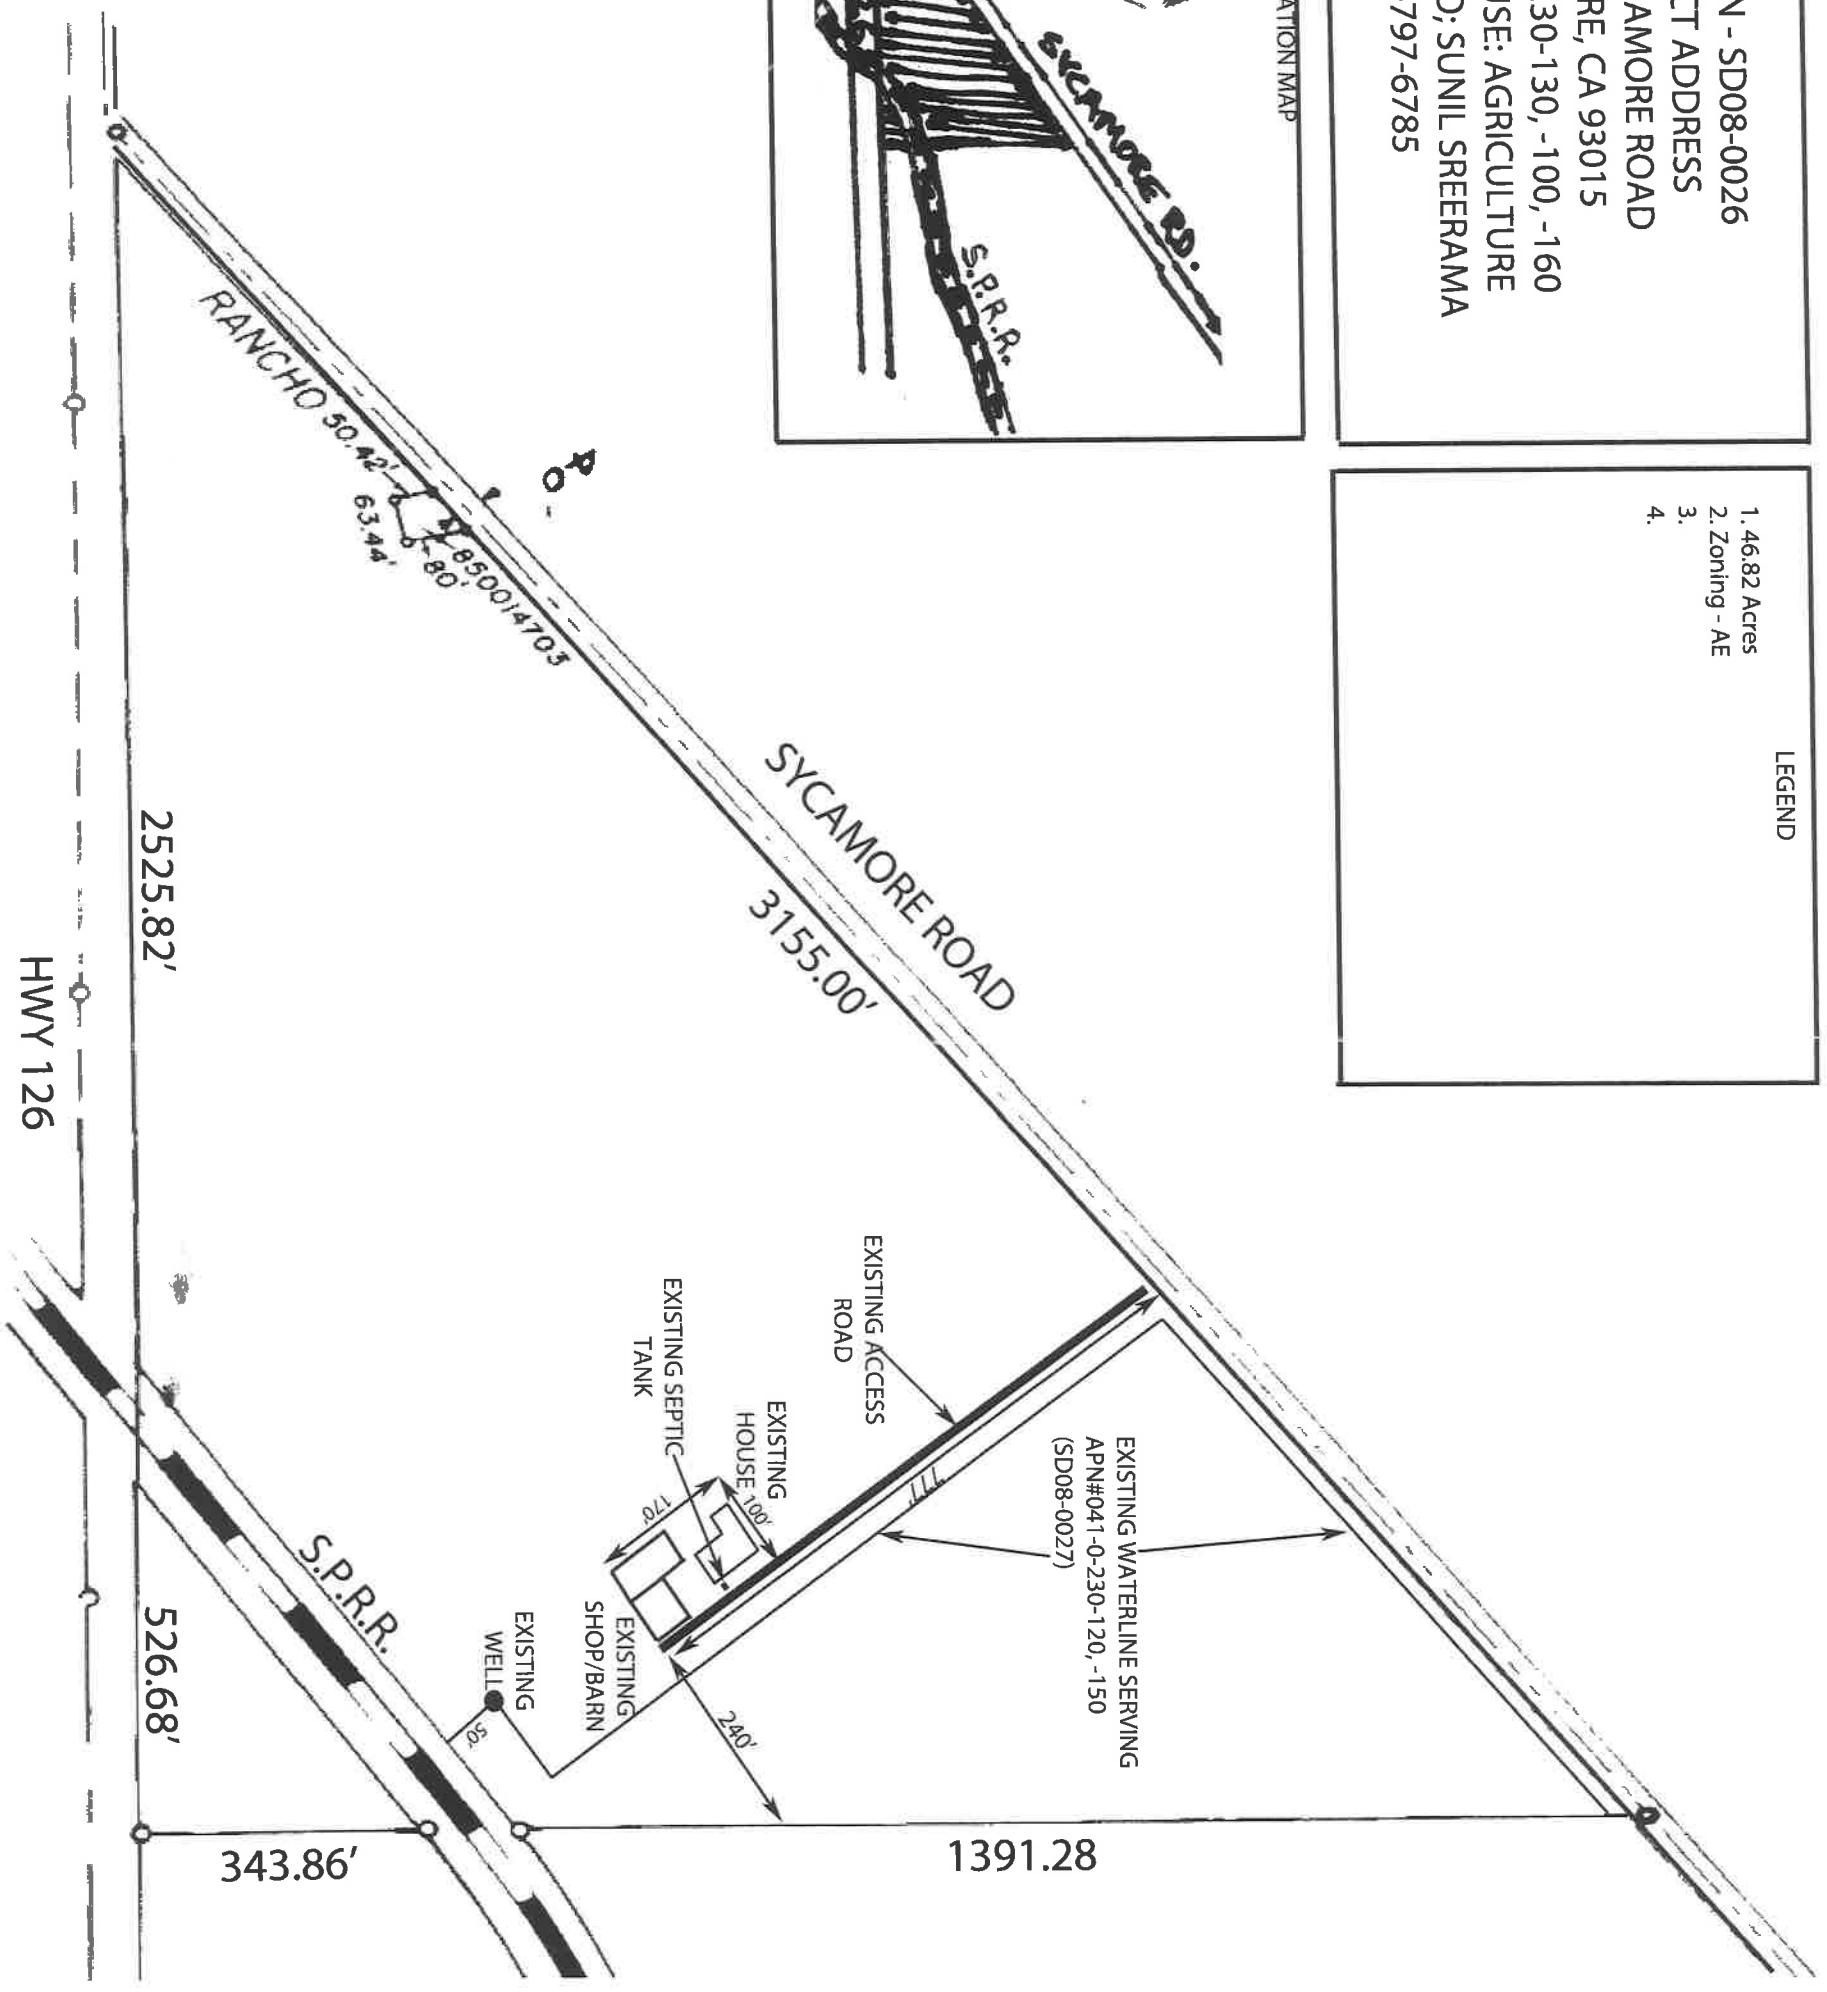 N - SD08-0026
CT ADDRESS
AMORE ROAD
RE, CA 93015
30-130, -100, -160
USE: AGRICULTURE
D; SUNIL SREERAMA
-797-6785
LEGEND
1. 46.82 Acres
2. Zoning - AE
3.
4.
ATION MAP
SYCAMORE RD.
S.P.R.R.
SYCAMORE ROAD
3155.00'
RANCHO
50.42'
63.44'
80'
850014703
EXISTING WATERLINE SERVING
APN#041-0-230-120, -150
(SD08-0027)
EXISTING ACCESS
ROAD
EXISTING
HOUSE
100'
EXISTING SEPTIC
TANK
170'
EXISTING
SHOP/BARN
EXISTING
WELL
50'
240'
1391.28
343.86'
S.P.R.R.
2525.82'
526.68'
HWY 126